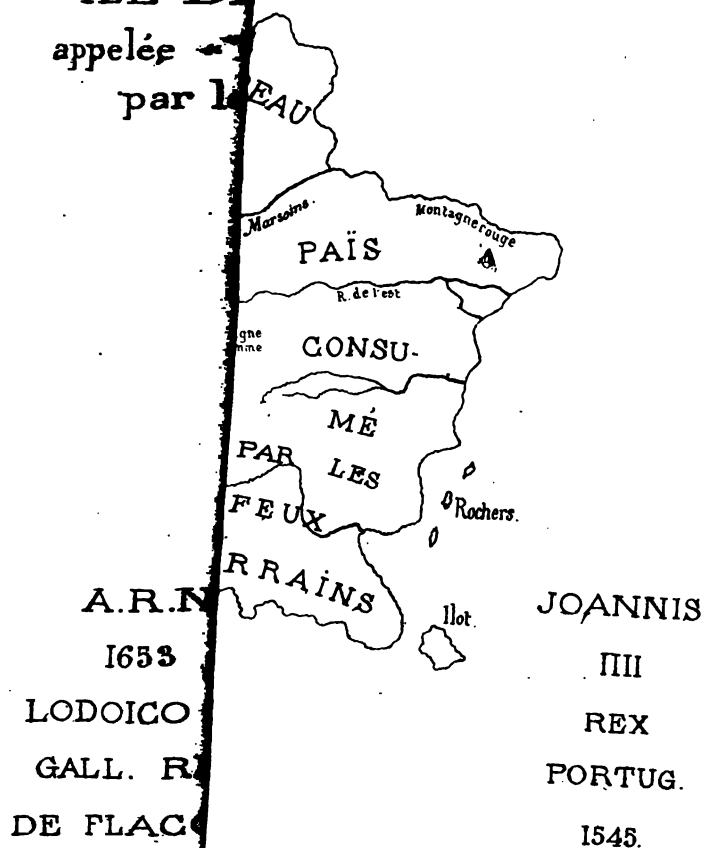 appelée
par l
EAU
Marsoins.
Montagne rouge
PAÏS
R. de l'est
gne
CONSU-
MÉ
PAR LES
FEUX
Rochers.
RRAINS
A.R.N
Ilot.
JOANNIS
1653
IIII
LODOICO
REX
GALL. R
PORTUG.
DE FLAC
1545.